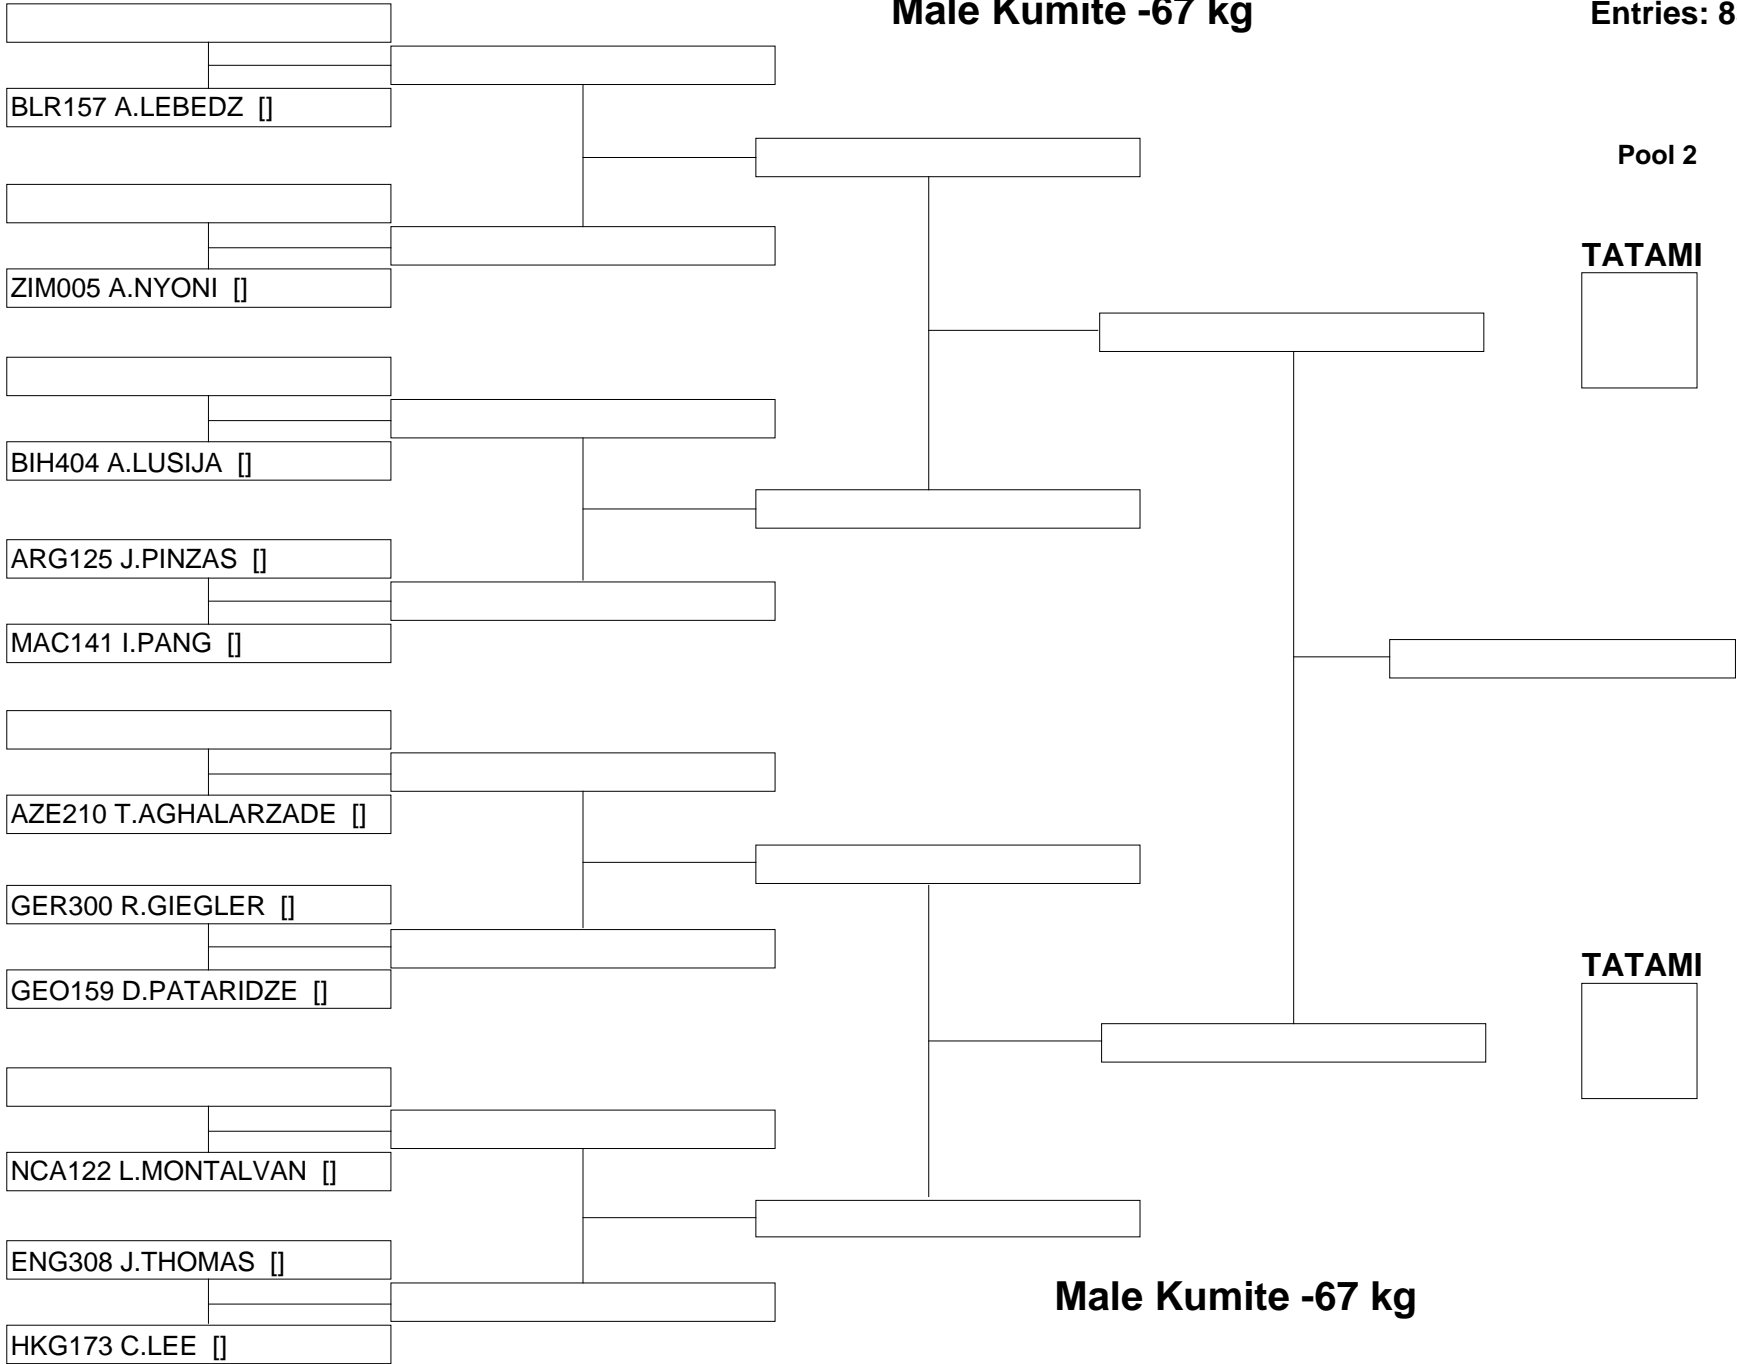 Male Kumite -67 kg
Entries: 8
BLR157 A.LEBEDZ []
Pool 2
ZIM005 A.NYONI []
TATAMI
BIH404 A.LUSIJA []
ARG125 J.PINZAS []
MAC141 I.PANG []
AZE210 T.AGHALARZADE []
GER300 R.GIEGLER []
GEO159 D.PATARIDZE []
TATAMI
NCA122 L.MONTALVAN []
ENG308 J.THOMAS []
Male Kumite -67 kg
HKG173 C.LEE []